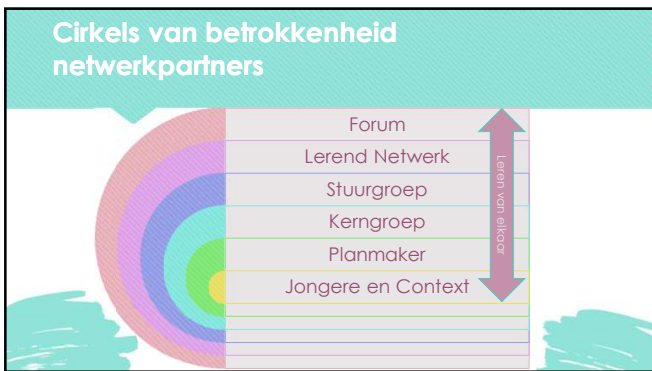 Cirkels van betrokkenheid
netwerkpartners
Forum
Lerend Netwerk
Stuurgroep
Kerngroep
Planmaker
Jongere en Context
Leren van elkaar